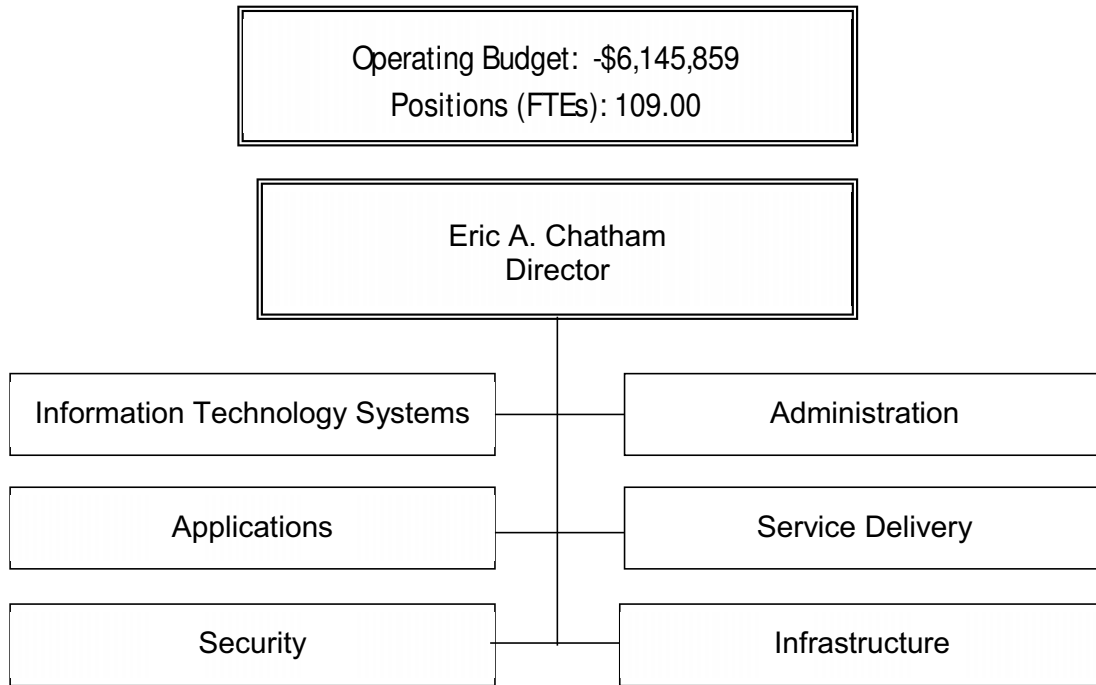 Operating Budget: -$6,145,859
Positions (FTEs): 109.00
Eric A. Chatham
Director
Information Technology Systems
Administration
Applications
Service Delivery
Security
Infrastructure